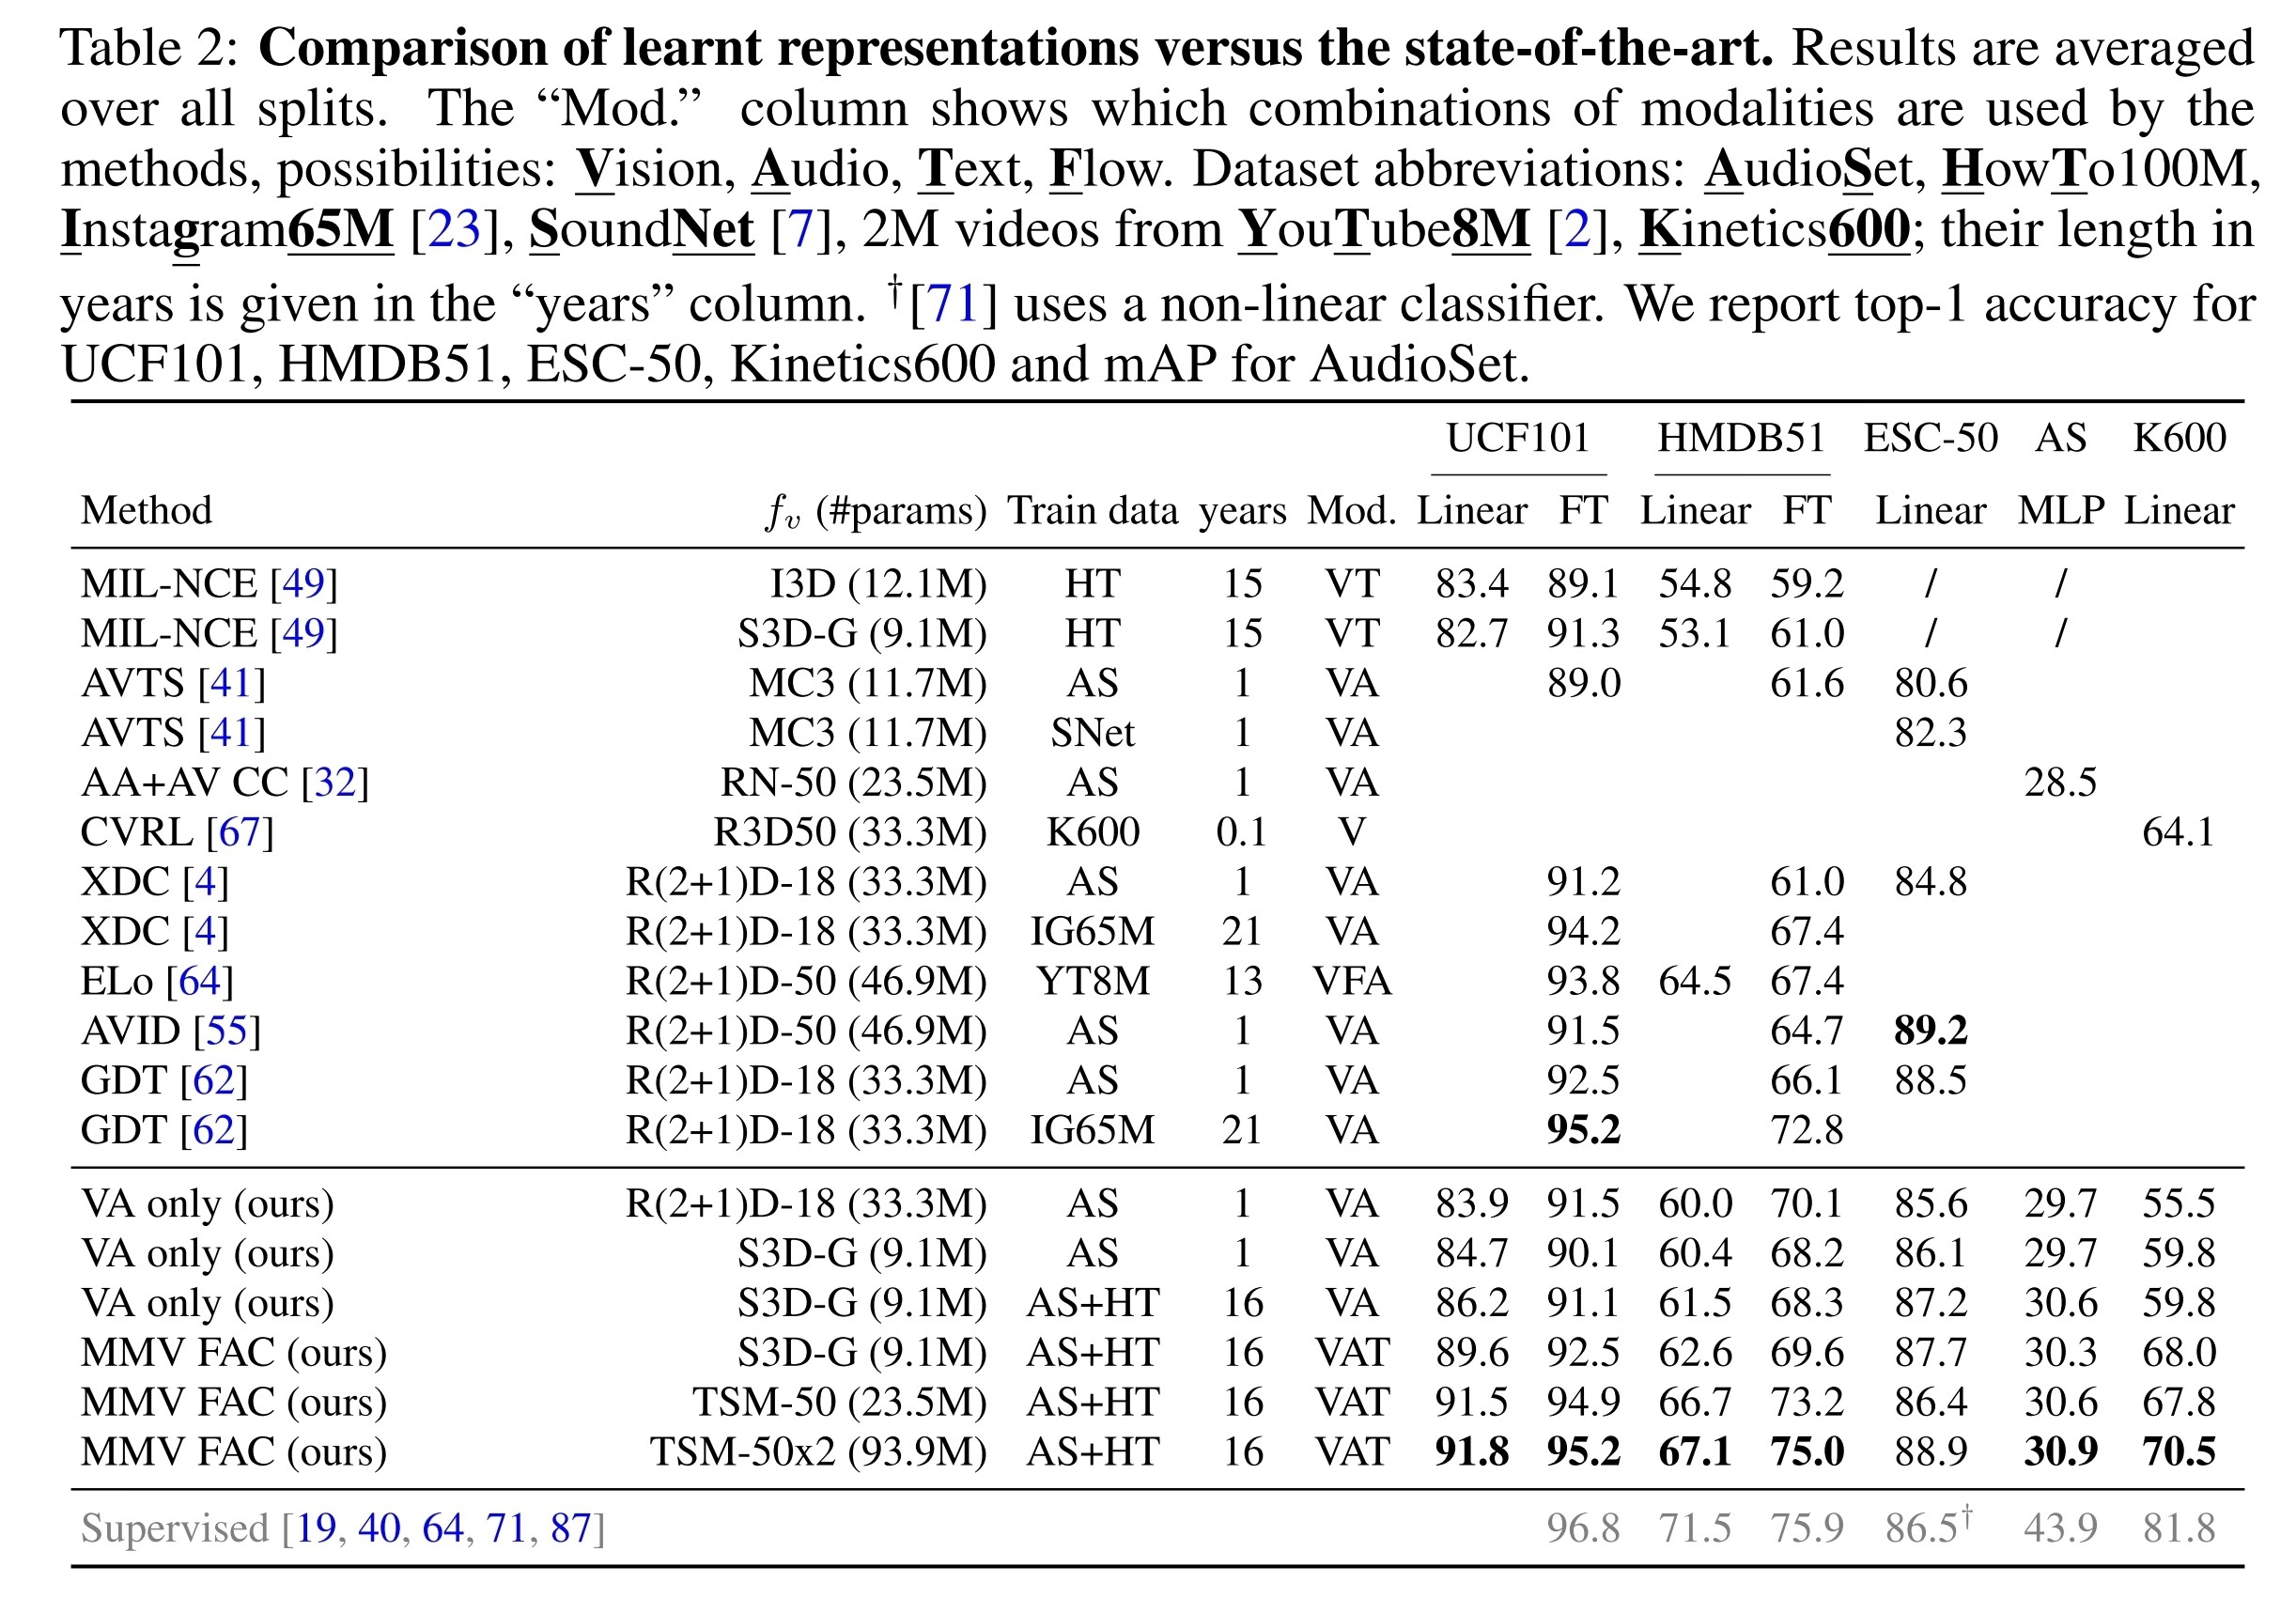 Table 2: Comparison of learnt representations versus the state-of-the-art. Results are averaged
over all splits. The “Mod.” column shows which combinations of modalities are used by the
methods, possibilities: Vision, Audio, Text, Flow. Dataset abbreviations: AudioSet, HowTo100M,
Instagram65M [23], SoundNet [7], 2M videos from YouTube8M [2], Kinetics600; their length in
years is given in the “years” column. †[71] uses a non-linear classifier. We report top-1 accuracy for
UCF101, HMDB51, ESC-50, Kinetics600 and mAP for AudioSet.
UCF101 HMDB51 ESC-50 AS K600
Method fv (#params) Train data years Mod. Linear FT Linear FT Linear MLP Linear
MIL-NCE [49] I3D (12.1M) HT 15 VT 83.4 89.1 54.8 59.2 / /
MIL-NCE [49] S3D-G (9.1M) HT 15 VT 82.7 91.3 53.1 61.0 / /
AVTS [41] MC3 (11.7M) AS 1 VA 89.0 61.6 80.6
AVTS [41] MC3 (11.7M) SNet 1 VA 82.3
AA+AV CC [32] RN-50 (23.5M) AS 1 VA 28.5
CVRL [67] R3D50 (33.3M) K600 0.1 V 64.1
XDC [4] R(2+1)D-18 (33.3M) AS 1 VA 91.2 61.0 84.8
XDC [4] R(2+1)D-18 (33.3M) IG65M 21 VA 94.2 67.4
ELo [64] R(2+1)D-50 (46.9M) YT8M 13 VFA 93.8 64.5 67.4
AVID [55] R(2+1)D-50 (46.9M) AS 1 VA 91.5 64.7 89.2
GDT [62] R(2+1)D-18 (33.3M) AS 1 VA 92.5 66.1 88.5
GDT [62] R(2+1)D-18 (33.3M) IG65M 21 VA 95.2 72.8
VA only (ours) R(2+1)D-18 (33.3M) AS 1 VA 83.9 91.5 60.0 70.1 85.6 29.7 55.5
VA only (ours) S3D-G (9.1M) AS 1 VA 84.7 90.1 60.4 68.2 86.1 29.7 59.8
VA only (ours) S3D-G (9.1M) AS+HT 16 VA 86.2 91.1 61.5 68.3 87.2 30.6 59.8
MMV FAC (ours) S3D-G (9.1M) AS+HT 16 VAT 89.6 92.5 62.6 69.6 87.7 30.3 68.0
MMV FAC (ours) TSM-50 (23.5M) AS+HT 16 VAT 91.5 94.9 66.7 73.2 86.4 30.6 67.8
MMV FAC (ours) TSM-50x2 (93.9M) AS+HT 16 VAT 91.8 95.2 67.1 75.0 88.9 30.9 70.5
Supervised [19, 40, 64, 71, 87] 96.8 71.5 75.9 86.5† 43.9 81.8